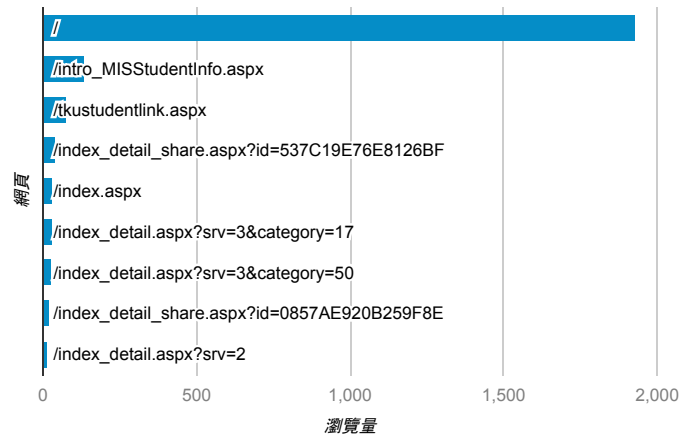 /
/intro_MISStudentInfo.aspx
/tkustudentlink.aspx
/index_detail_share.aspx?id=537C19E76E8126BF
/index.aspx
/index_detail.aspx?srv=3&category=17
/index_detail.aspx?srv=3&category=50
/index_detail_share.aspx?id=0857AE920B259F8E
/index_detail.aspx?srv=2
網頁
0 500 1,000 1,500 2,000
瀏覽量